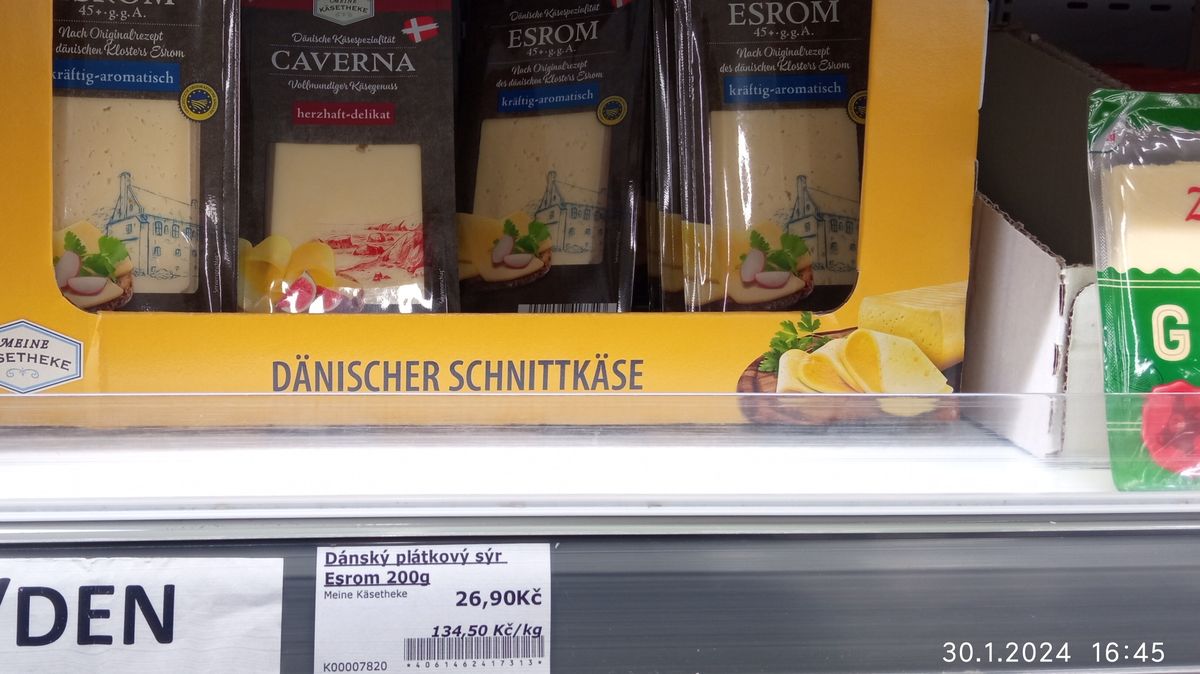 ESROM
45+ g.g.A.
Nach Originalrezept
dänischen Klosters Esrom
kräftig-aromatisch
MEINE
KÄSETHEKE
Dänische Käsespezialität
CAVERNA
Vollmundiger Käsegenuss
herzhaft-delikat
Dänische Käsespezialität
ESROM
45+ g.g.A.
Nach Originalrezept
des dänischen Klosters Esrom
kräftig-aromatisch
ESROM
45+ g.g.A.
Nach Originalrezept
des dänischen Klosters Esrom
kräftig-aromatisch
G
MEINE
SETHEKE
DÄNISCHER SCHNITTKÄSE
/DEN
Dánský plátkový sýr
Esrom 200g
Meine Käsetheke
26,90Kč
134,50 Kč/kg
K00007820
*4061462417313*
30.1.2024 16:45